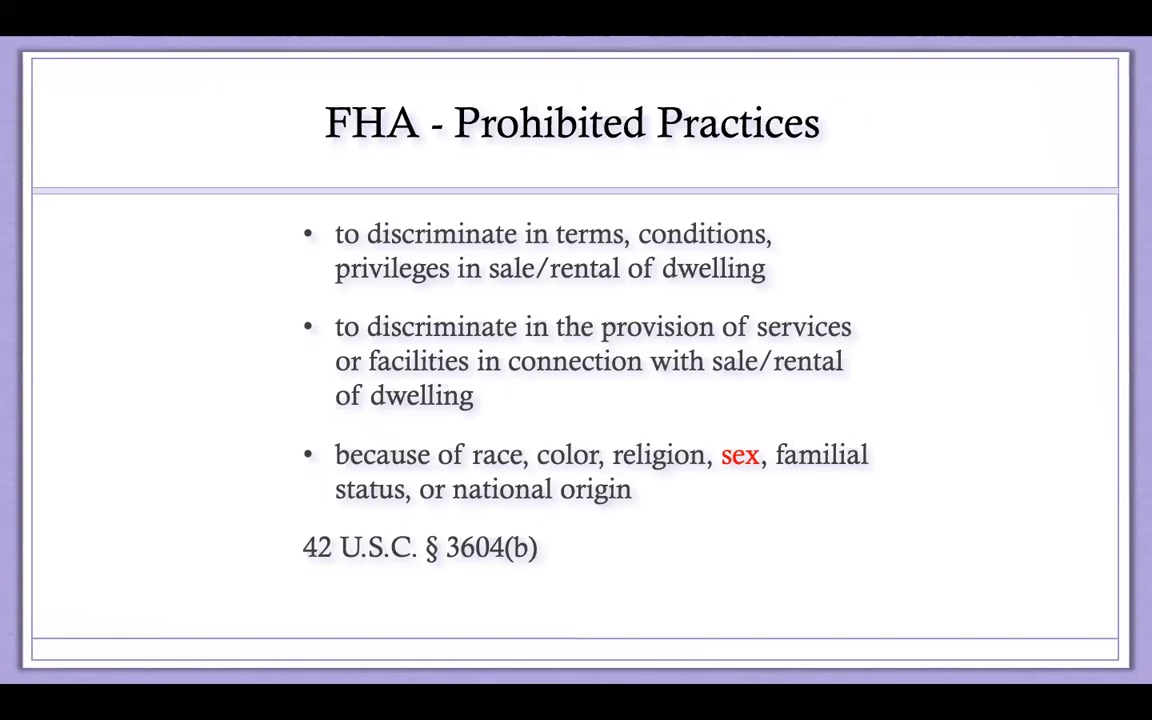 FHA - Prohibited Practices
• to discriminate in terms, conditions,
privileges in sale/rental of dwelling
• to discriminate in the provision of services
or facilities in connection with sale/rental
of dwelling
• because of race, color, religion, sex, familial
status, or national origin
42 U.S.C. § 3604(b)